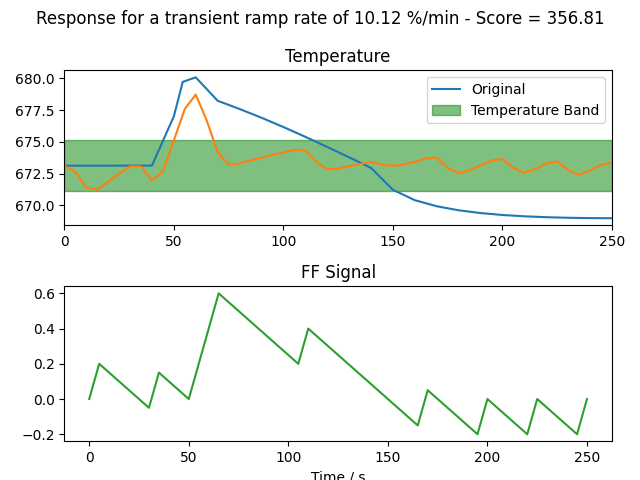 Response for a transient ramp rate of 10.12 %/min - Score = 356.81
Temperature
680.0
677.5
675.0
672.5
670.0
Original
Temperature Band
0 50 100 150 200 250
FF Signal
0.6
0.4
0.2
0.0
−0.2
0 50 100 150 200 250
Time / s